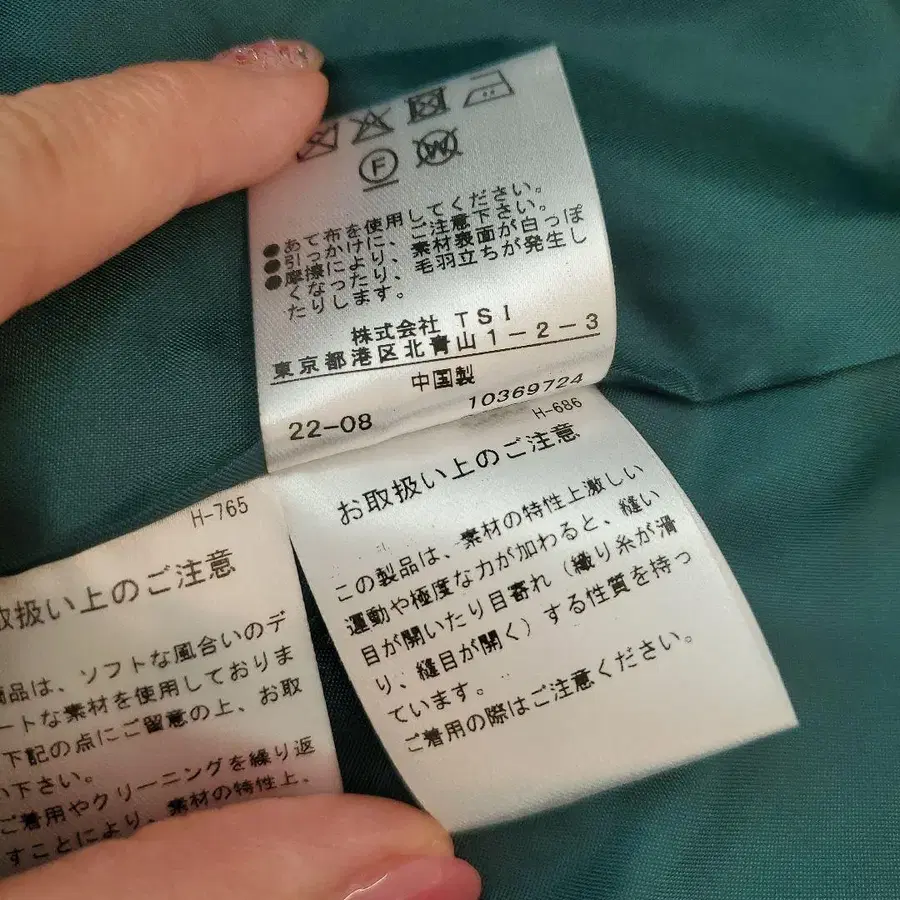 F
W
●あて布を使用してください。
●引っかけに、ご注意下さい。
●摩擦により、素材表面が白っぽ
くなったり、毛羽立ちが発生し
たりします。
株式会社 TSI
東京都港区北青山1-2-3
中国製
22-08 10369724
H-686
お取扱い上のご注意
この製品は、素材の特性上激しい
運動や極度な力が加わると、縫い
目が開いたり目寄れ（織り糸が滑
り、縫目が開く）する性質を持っ
ています。
ご着用の際はご注意ください。
H-765
取扱い上のご注意
商品は、ソフトな風合いのデ
ートな素材を使用しておりま
下記の点にご留意の上、お取
い下さい。
ご着用やクリーニングを繰り返
すことにより、素材の特性上、